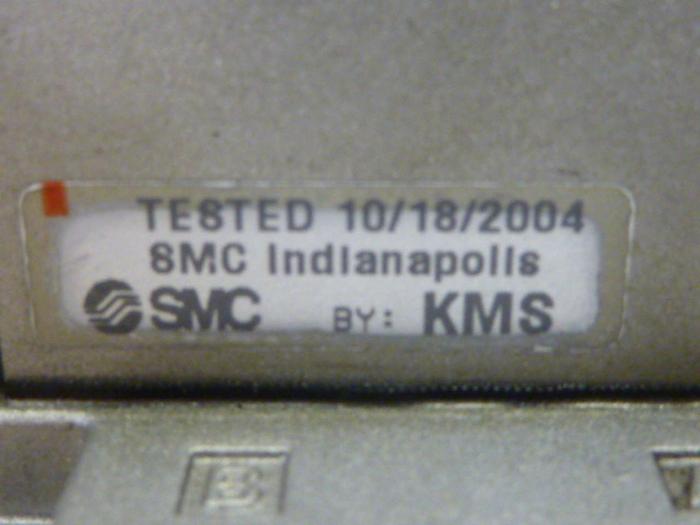 TESTED 10/18/2004
SMC Indianapolis
SMC BY: KMS